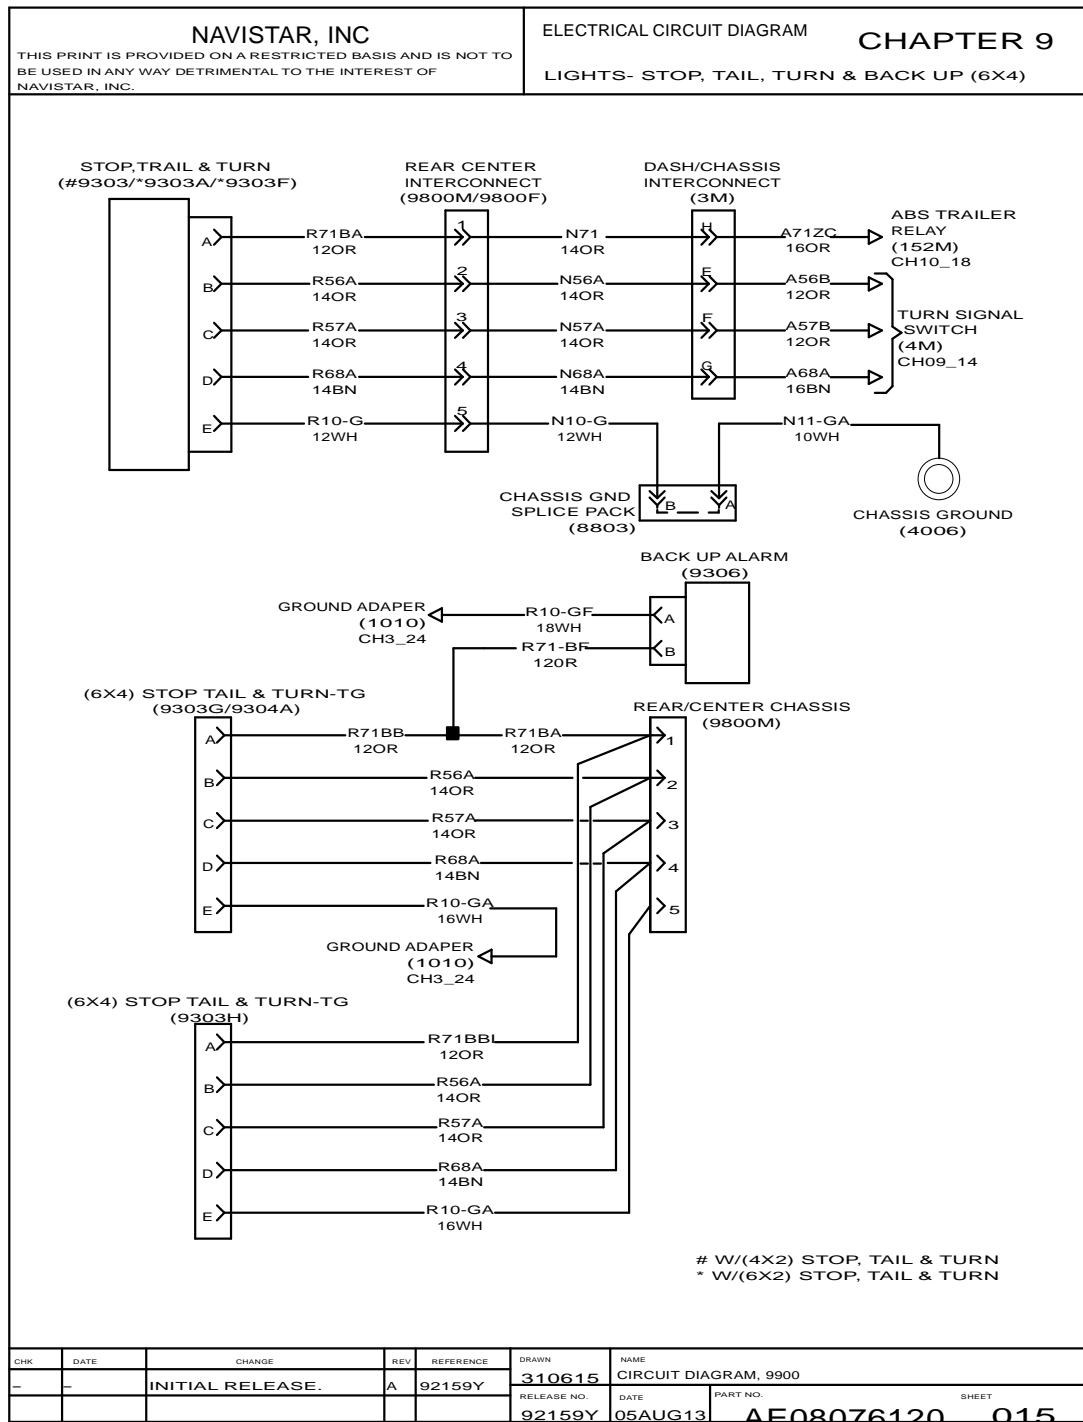 NAVISTAR, INC
THIS PRINT IS PROVIDED ON A RESTRICTED BASIS AND IS NOT TO
BE USED IN ANY WAY DETRIMENTAL TO THE INTEREST OF
NAVISTAR, INC.
ELECTRICAL CIRCUIT DIAGRAM
CHAPTER 9
LIGHTS- STOP, TAIL, TURN & BACK UP (6X4)
STOP,TRAIL & TURN
(#9303/*9303A/*9303F)
REAR CENTER
INTERCONNECT
(9800M/9800F)
DASH/CHASSIS
INTERCONNECT
(3M)
A R71BA 1 N71 H A71ZC
12OR 14OR 16OR
ABS TRAILER
RELAY
(152M)
CH10_18
B R56A 2 N56A E A56B
14OR 14OR 12OR
C R57A 3 N57A F A57B
14OR 14OR 12OR
TURN SIGNAL
SWITCH
(4M)
CH09_14
D R68A 4 N68A G A68A
14BN 14BN 16BN
E R10-G 5 N10-G N11-GA
12WH 12WH 10WH
CHASSIS GND
SPLICE PACK
(8803)
B A
CHASSIS GROUND
(4006)
BACK UP ALARM
(9306)
GROUND ADAPER
(1010)
CH3_24
R10-GF A
18WH
R71-BF B
120R
(6X4) STOP TAIL & TURN-TG
(9303G/9304A)
REAR/CENTER CHASSIS
(9800M)
A R71BB R71BA 1
12OR 12OR
B R56A 2
14OR
C R57A 3
14OR
D R68A 4
14BN
E R10-GA 5
16WH
GROUND ADAPER
(1010)
CH3_24
(6X4) STOP TAIL & TURN-TG
(9303H)
A R71BBI
12OR
B R56A
14OR
C R57A
14OR
D R68A
14BN
E R10-GA
16WH
# W/(4X2) STOP, TAIL & TURN
* W/(6X2) STOP, TAIL & TURN
CHK DATE CHANGE REV REFERENCE
– – INITIAL RELEASE. A 92159Y
DRAWN
310615
NAME
CIRCUIT DIAGRAM, 9900
RELEASE NO.
92159Y
DATE
05AUG13
PART NO.
AE08076120
SHEET
015